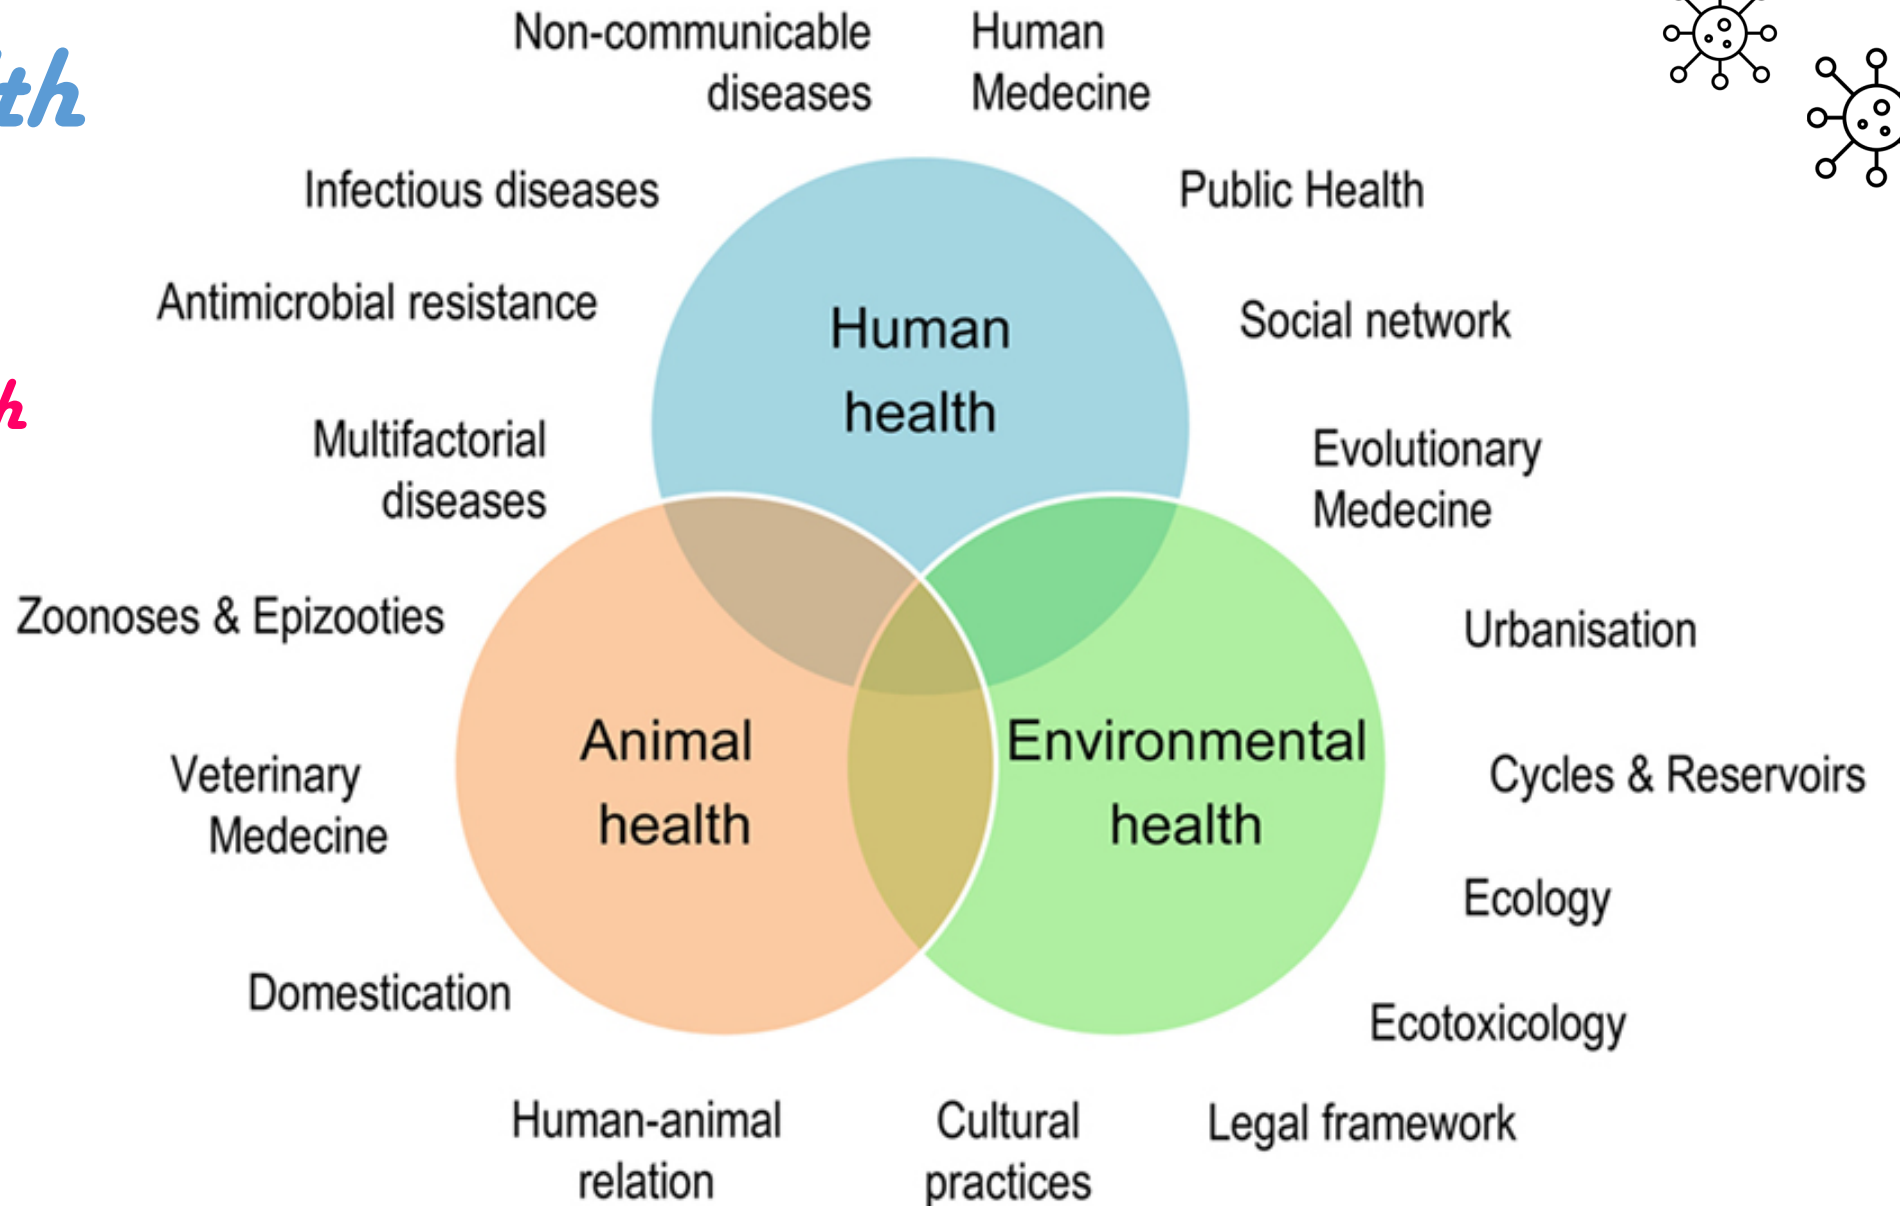 Non-communicable
diseases
Human
Medecine
Infectious diseases
Public Health
Antimicrobial resistance
Social network
Human
health
Multifactorial
diseases
Evolutionary
Medecine
Zoonoses & Epizooties
Urbanisation
Animal
health
Environmental
health
Veterinary
Medecine
Cycles & Reservoirs
Ecology
Domestication
Ecotoxicology
Human-animal
relation
Cultural
practices
Legal framework